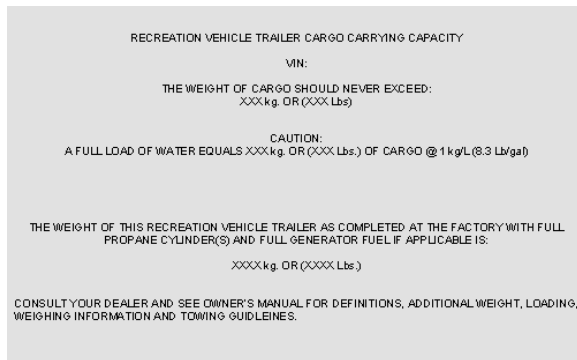 RECREATION VEHICLE TRAILER CARGO CARRYING CAPACITY
VIN:
THE WEIGHT OF CARGO SHOULD NEVER EXCEED:
XXX kg. OR (XXX Lbs)
CAUTION:
A FULL LOAD OF WATER EQUALS XXX kg. OR (XXX Lbs.) OF CARGO @ 1 kg/L (8.3 Lb/gal)
THE WEIGHT OF THIS RECREATION VEHICLE TRAILER AS COMPLETED AT THE FACTORY WITH FULL
PROPANE CYLINDER(S) AND FULL GENERATOR FUEL IF APPLICABLE IS:
XXXX kg. OR (XXXX Lbs.)
CONSULT YOUR DEALER AND SEE OWNER'S MANUAL FOR DEFINITIONS, ADDITIONAL WEIGHT, LOADING,
WEIGHING INFORMATION AND TOWING GUIDLEINES.